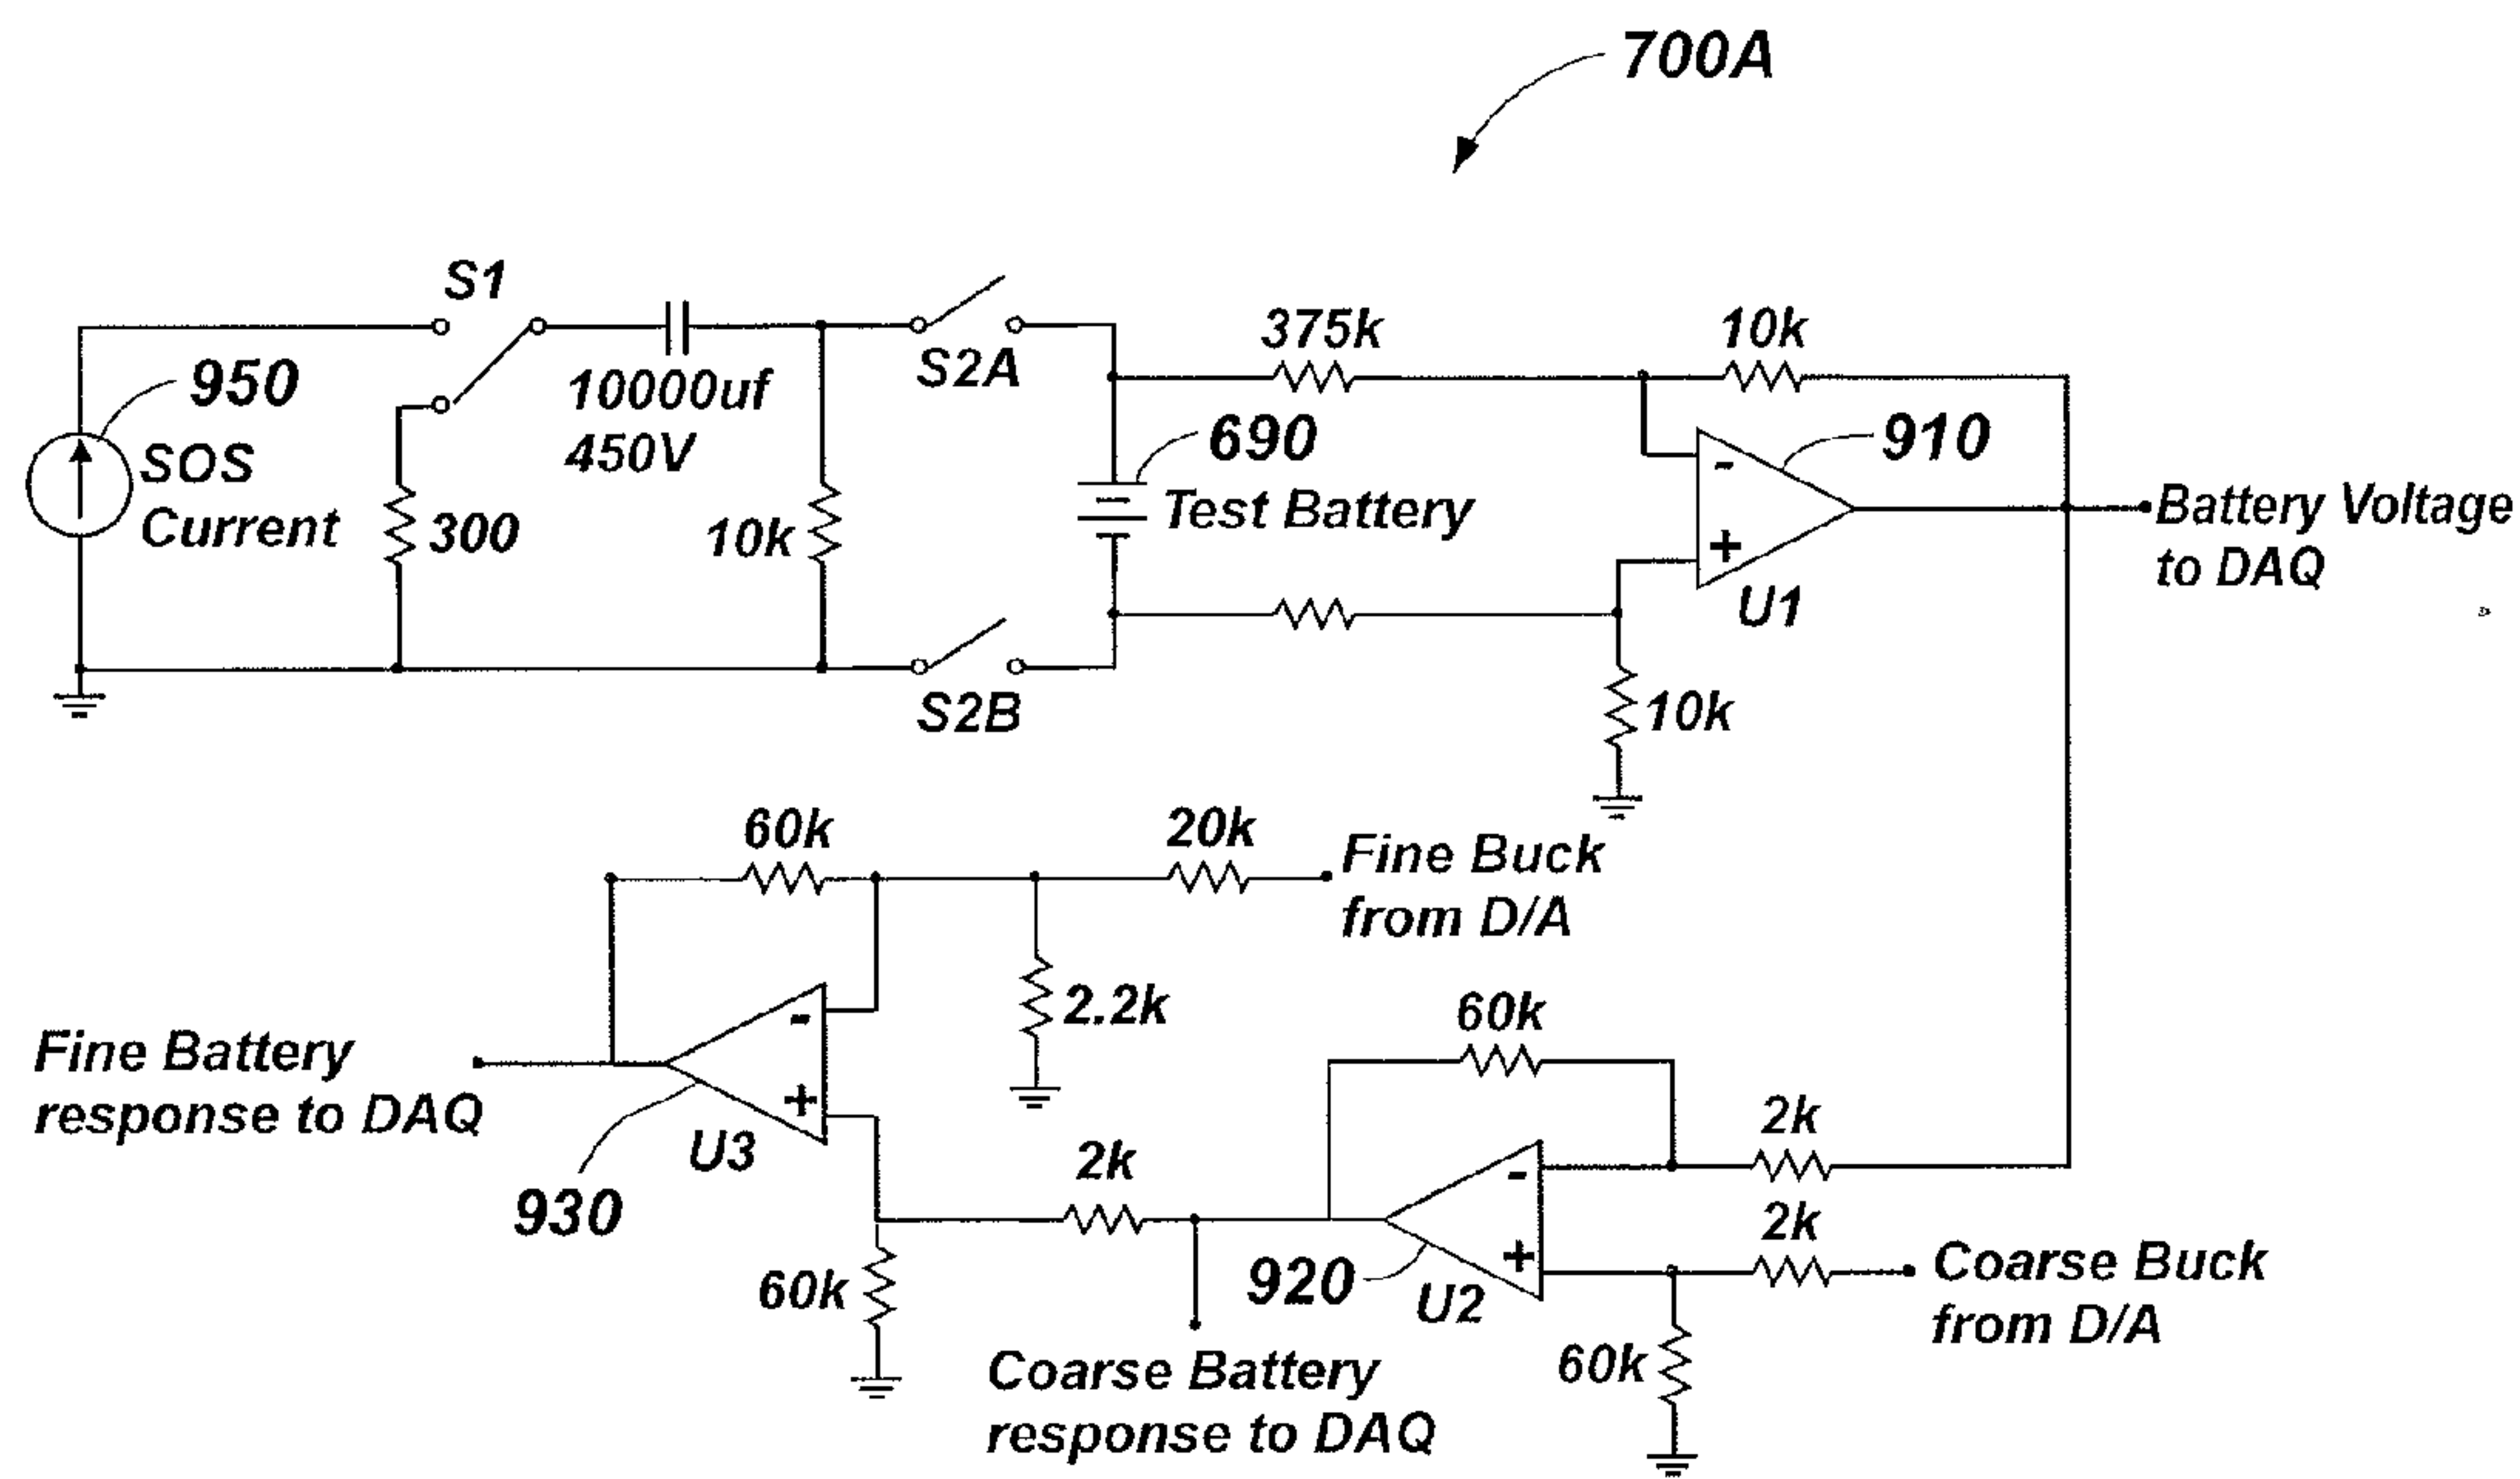 700A
S1
950
SOS
Current
300
10000uf
450V
10k
S2A
S2B
690
Test Battery
375k
10k
-
+
910
U1
Battery Voltage
to DAQ
10k
60k
20k
Fine Buck
from D/A
2.2k
-
+
U3
930
Fine Battery
response to DAQ
60k
2k
60k
Coarse Battery
response to DAQ
-
+
920
U2
2k
2k
Coarse Buck
from D/A
60k